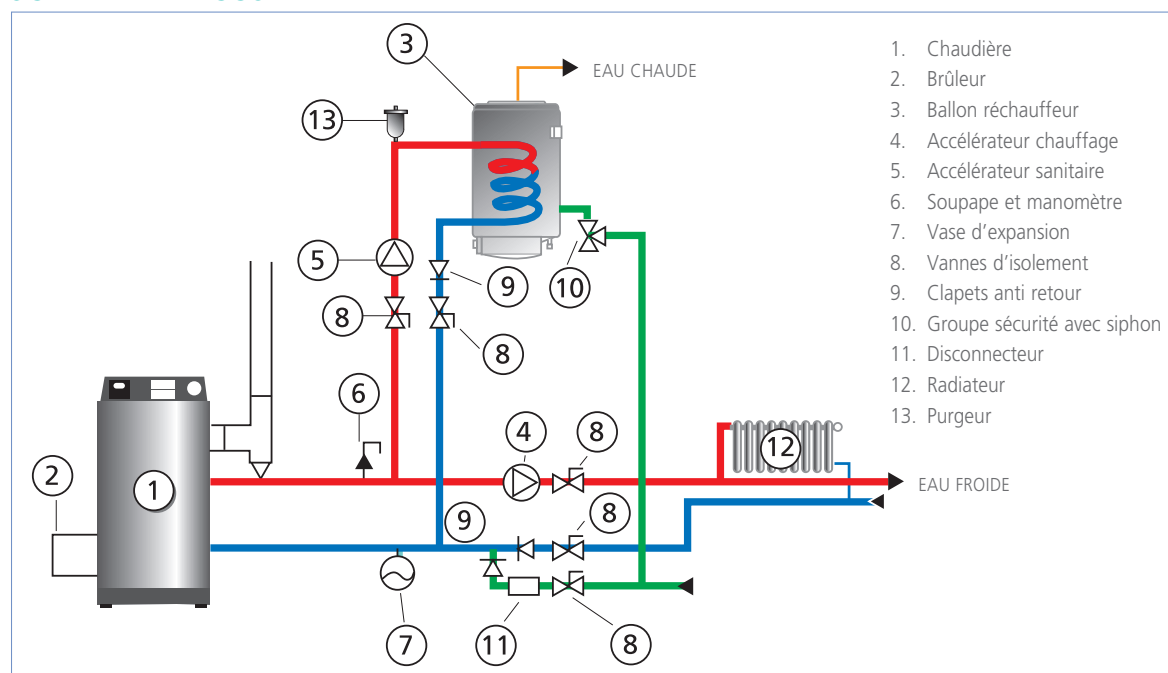 3
EAU CHAUDE
13
5
9
10
8
8
6
4
8
12
EAU FROIDE
2
1
9
8
7
11
8
1. Chaudière
2. Brûleur
3. Ballon réchauffeur
4. Accélérateur chauffage
5. Accélérateur sanitaire
6. Soupape et manomètre
7. Vase d'expansion
8. Vannes d'isolement
9. Clapets anti retour
10. Groupe sécurité avec siphon
11. Disconnecteur
12. Radiateur
13. Purgeur